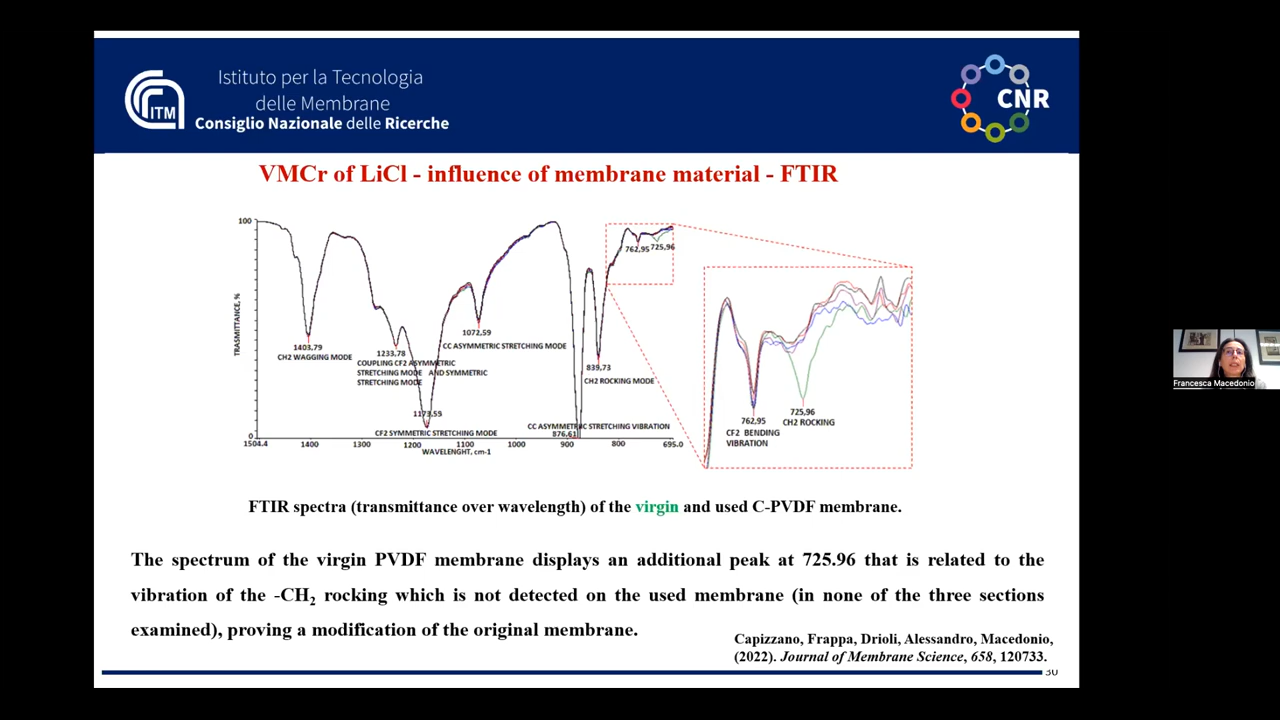 Istituto per la Tecnologia
delle Membrane
Consiglio Nazionale delle Ricerche
ITM
CNR
VMCr of LiCl - influence of membrane material - FTIR
TRASMITTANCE, %
100
0
1403,79
CH2 WAGGING MODE
1233,78
COUPLING CF2 ASYMMETRIC
STRETCHING MODE AND SYMMETRIC
STRETCHING MODE
1173,59
CF2 SYMMETRIC STRETCHING MODE
1072,59
CC ASYMMETRIC STRETCHING MODE
CC ASYMMETRIC STRETCHING VIBRATION
876,61
839,73
CH2 ROCKING MODE
762,95 725,96
1504.4 1400 1300 1200 1100 1000 900 800 695.0
WAVELENGHT, cm-1
762,95
CF2 BENDING
VIBRATION
725,96
CH2 ROCKING
FTIR spectra (transmittance over wavelength) of the virgin and used C-PVDF membrane.
The spectrum of the virgin PVDF membrane displays an additional peak at 725.96 that is related to the
vibration of the -CH2 rocking which is not detected on the used membrane (in none of the three sections
examined), proving a modification of the original membrane.
Capizzano, Frappa, Drioli, Alessandro, Macedonio,
(2022). Journal of Membrane Science, 658, 120733.
30
Francesca Macedonio